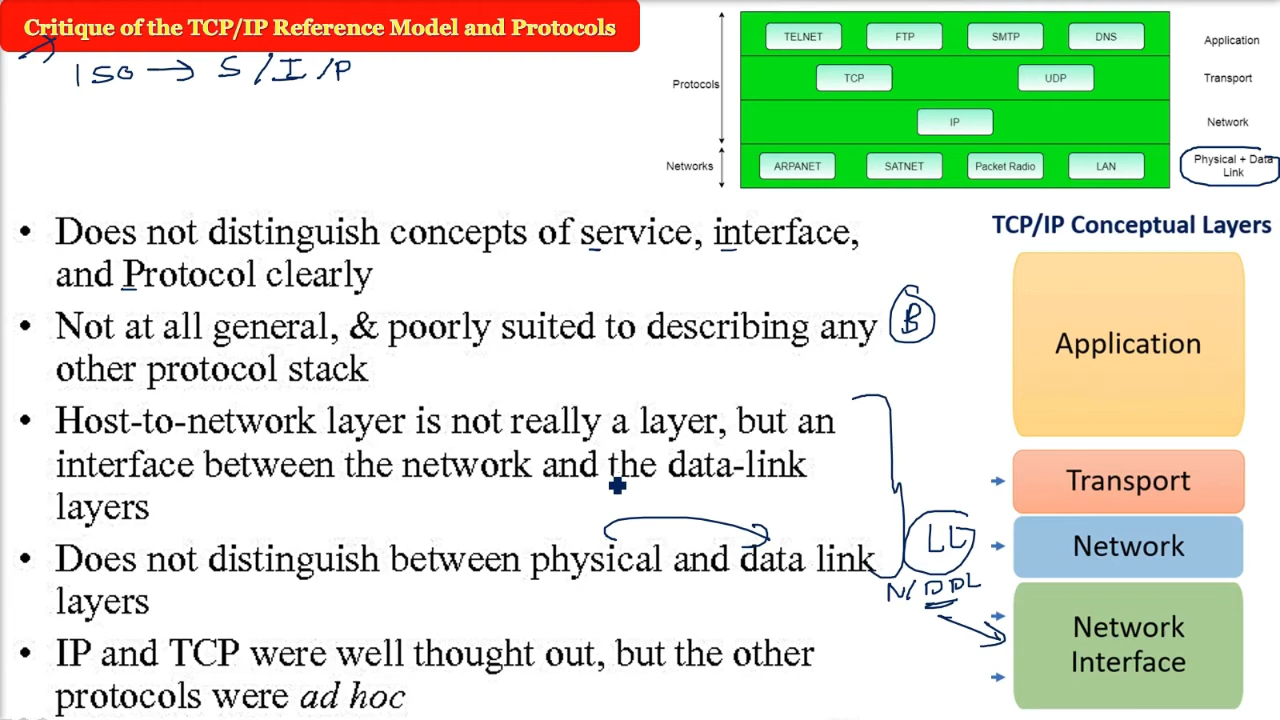 Critique of the TCP/IP Reference Model and Protocols
ISO → S/I/P
TELNET FTP SMTP DNS Application
TCP UDP Transport
Protocols
IP Network
Networks ARPANET SATNET Packet Radio LAN Physical + Data
Link
• Does not distinguish concepts of service, interface,
and Protocol clearly
• Not at all general, & poorly suited to describing any
other protocol stack
B
• Host-to-network layer is not really a layer, but an
interface between the network and the data-link
layers
• Does not distinguish between physical and data link
layers
LL
• IP and TCP were well thought out, but the other
protocols were ad hoc
TCP/IP Conceptual Layers
Application
Transport
Network
Network
Interface